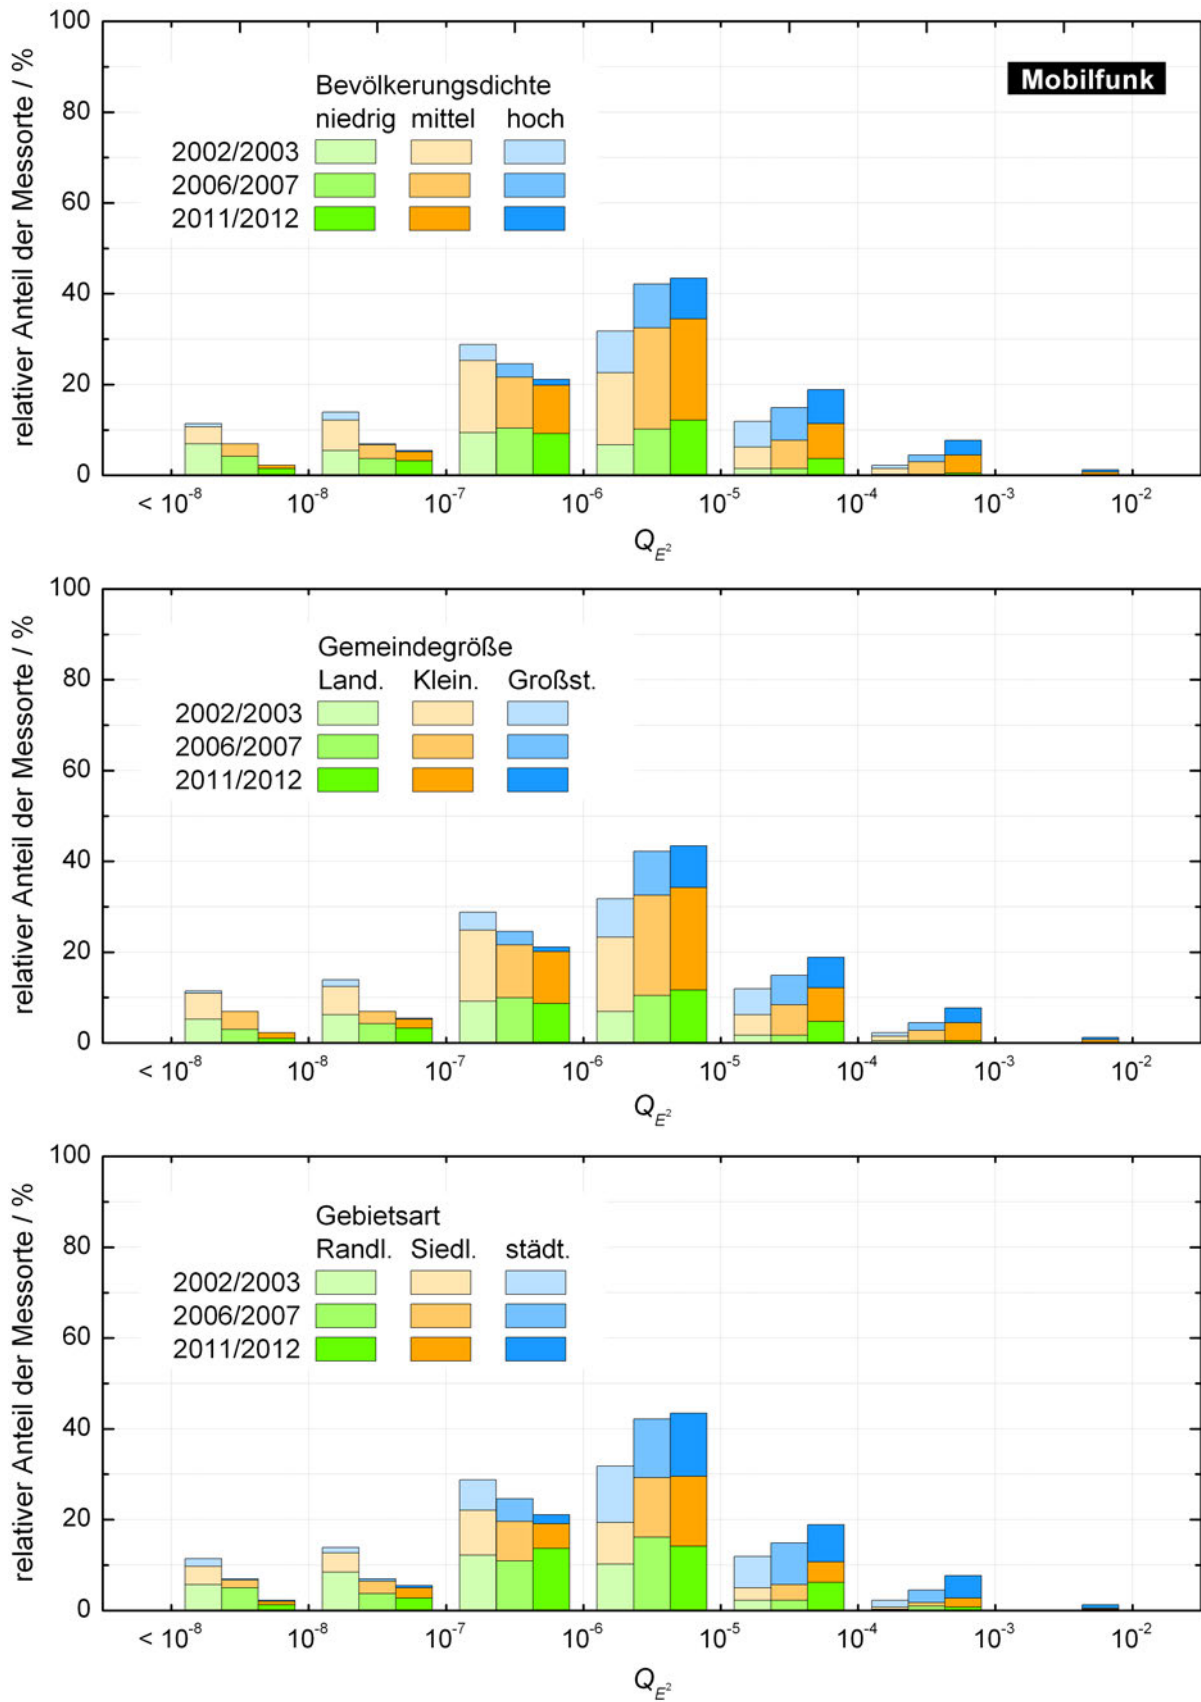 100
80
60
40
20
0
relativer Anteil der Messorte / %
Mobilfunk
Bevölkerungsdichte
niedrig mittel hoch
2002/2003
2006/2007
2011/2012
< 10⁻⁸ 10⁻⁸ 10⁻⁷ 10⁻⁶ 10⁻⁵ 10⁻⁴ 10⁻³ 10⁻²
Q_E²
100
80
60
40
20
0
relativer Anteil der Messorte / %
Gemeindegröße
Land. Klein. Großst.
2002/2003
2006/2007
2011/2012
< 10⁻⁸ 10⁻⁸ 10⁻⁷ 10⁻⁶ 10⁻⁵ 10⁻⁴ 10⁻³ 10⁻²
Q_E²
100
80
60
40
20
0
relativer Anteil der Messorte / %
Gebietsart
Randl. Siedl. städt.
2002/2003
2006/2007
2011/2012
< 10⁻⁸ 10⁻⁸ 10⁻⁷ 10⁻⁶ 10⁻⁵ 10⁻⁴ 10⁻³ 10⁻²
Q_E²